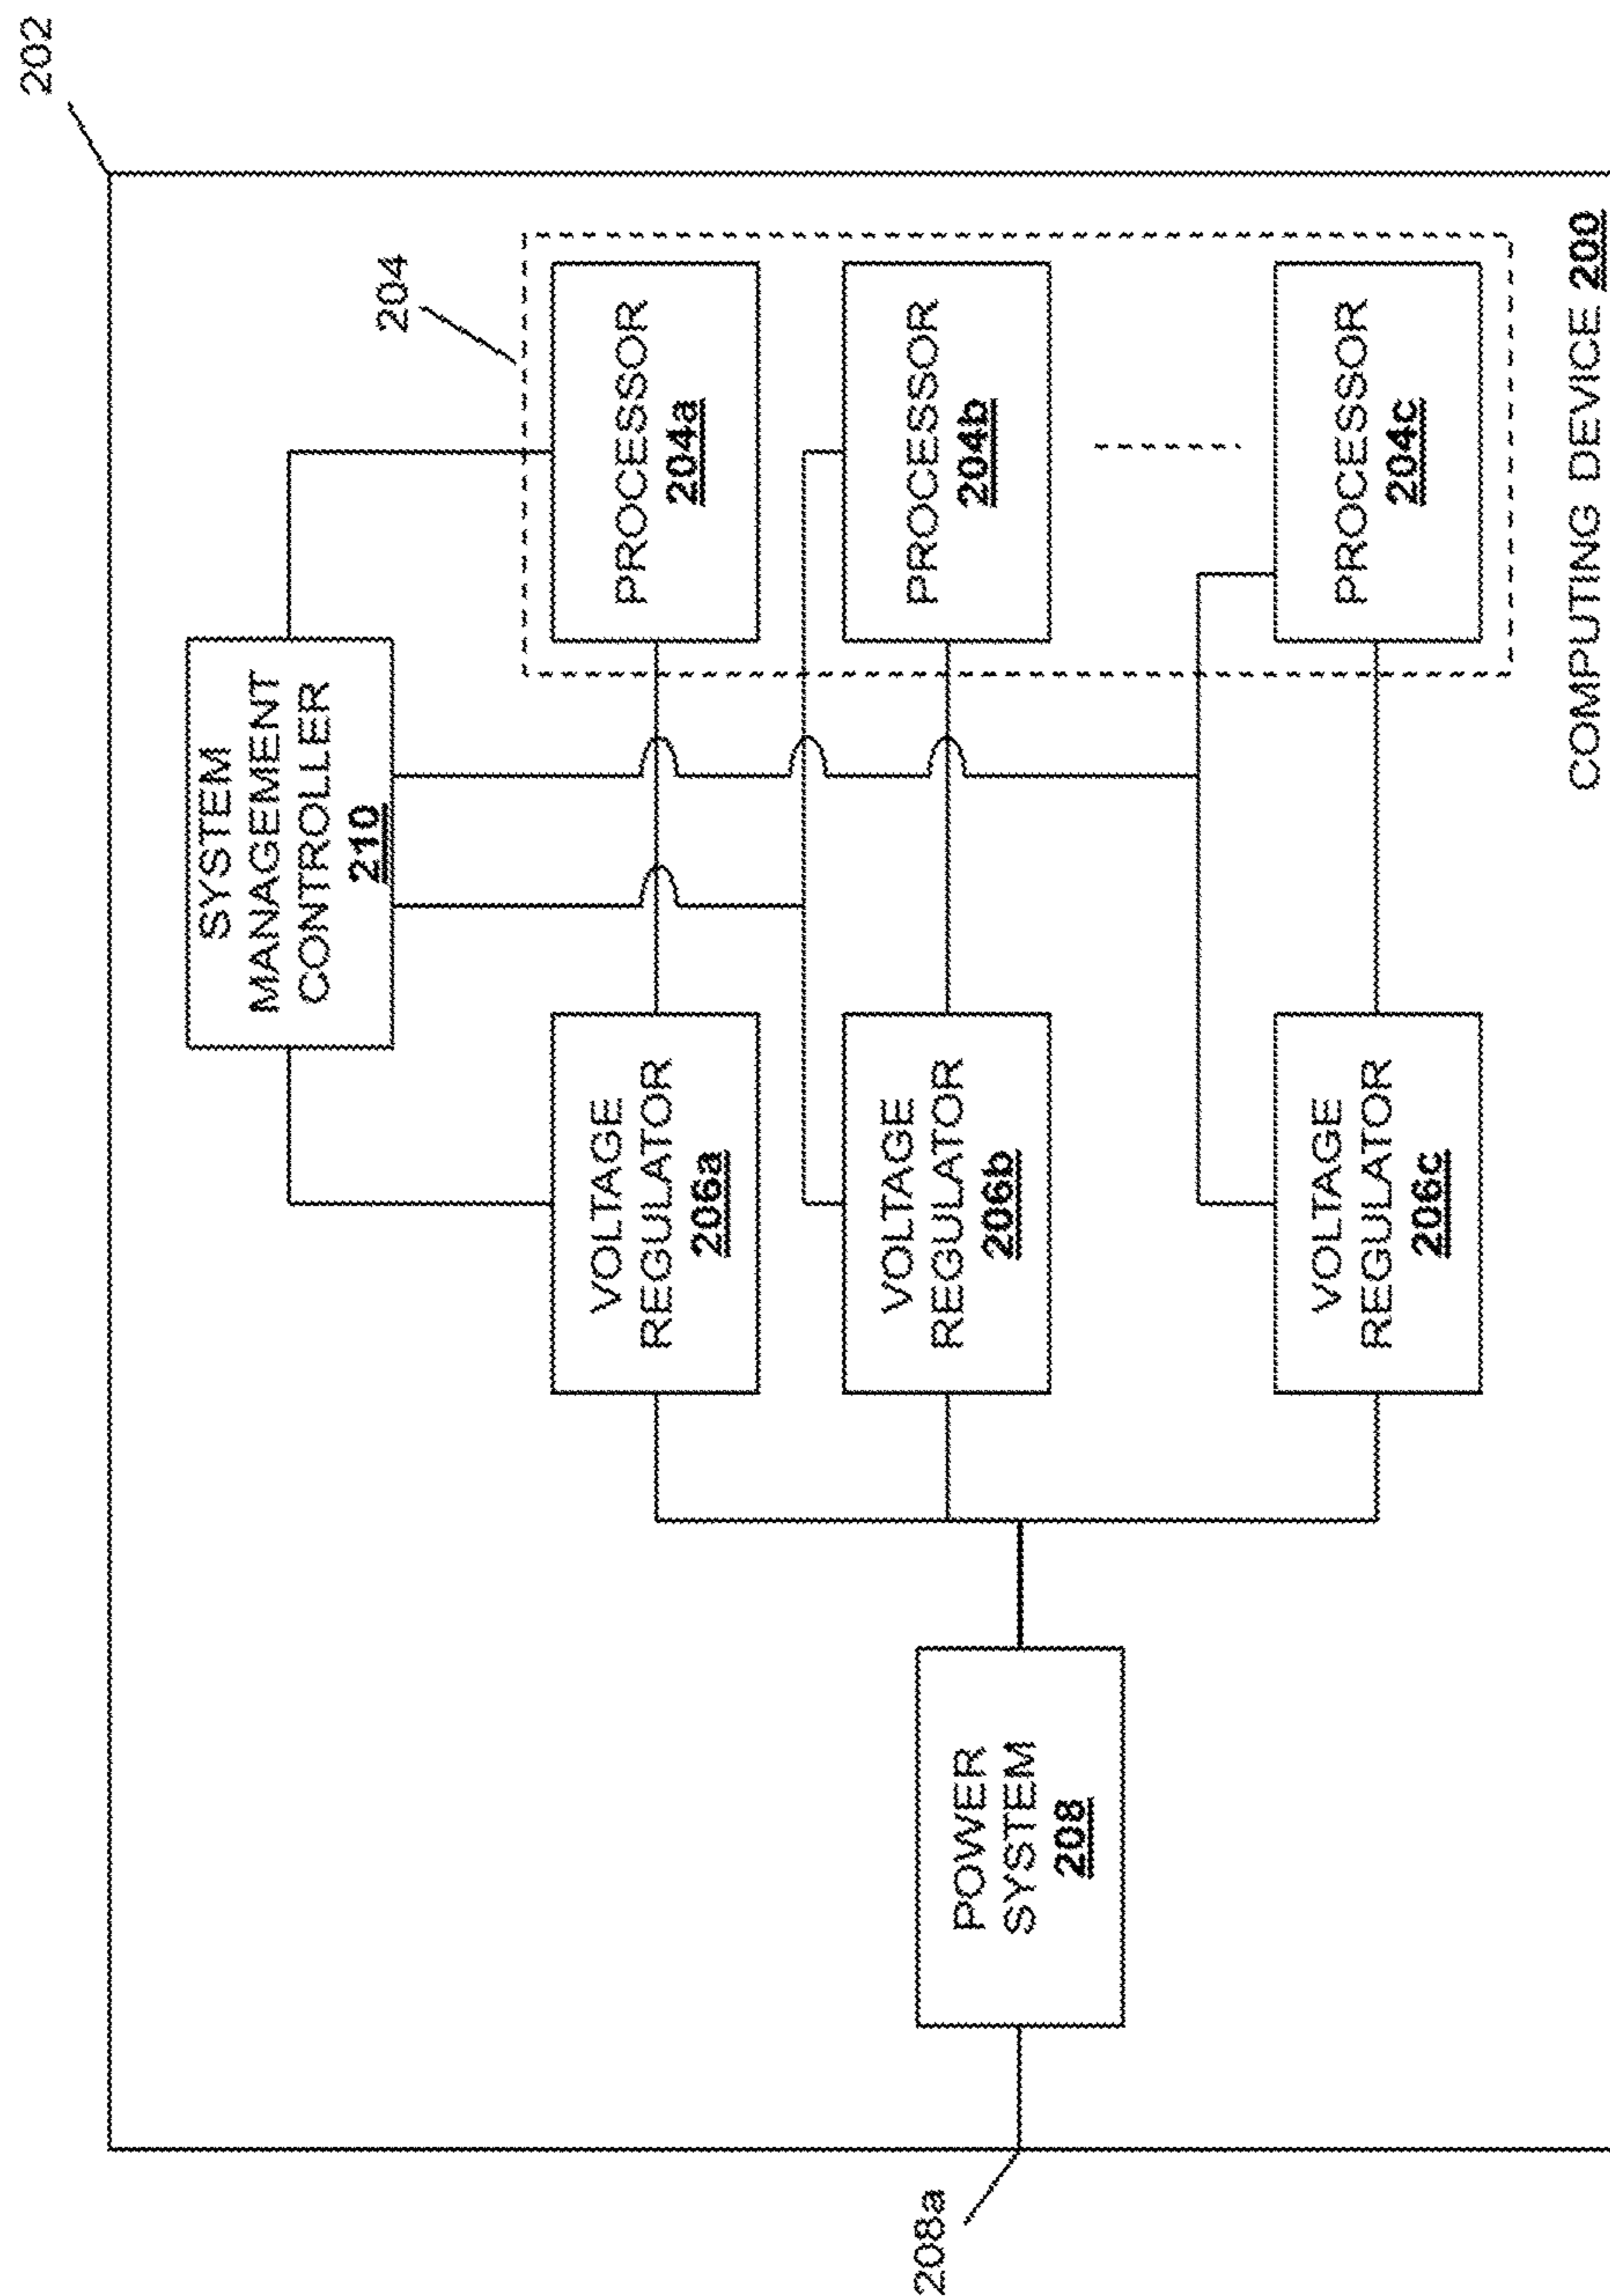 202
SYSTEM
MANAGEMENT
CONTROLLER
210
204
VOLTAGE
REGULATOR
206a
PROCESSOR
204a
POWER
SYSTEM
208
208a
VOLTAGE
REGULATOR
206b
PROCESSOR
204b
VOLTAGE
REGULATOR
206c
PROCESSOR
204c
COMPUTING DEVICE 200